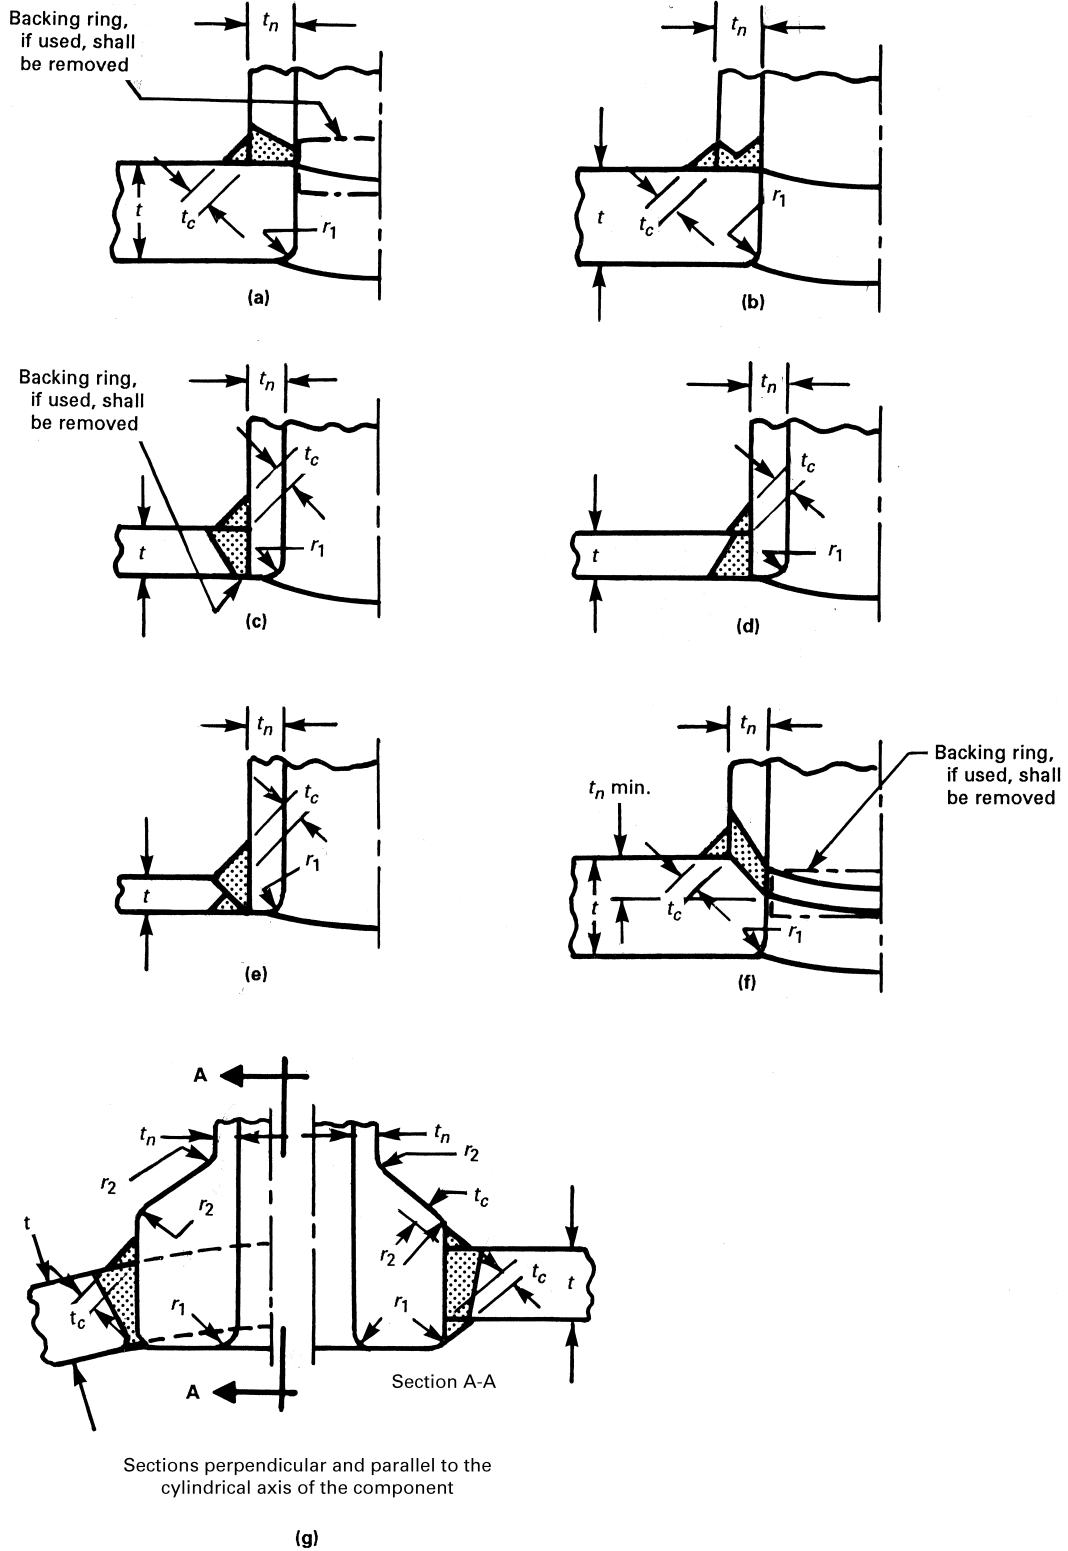 Backing ring,
if used, shall
be removed
tn
tn
t
tc
r1
t
tc
r1
(a)
(b)
Backing ring,
if used, shall
be removed
tn
tn
tc
tc
t
r1
t
r1
(c)
(d)
tn
tn
Backing ring,
if used, shall
be removed
tn min.
tc
t
r1
t
tc
r1
(e)
(f)
A
tn
tn
r2
r2
r2
tc
t
r2
tc
t
tc
r1
r1
A
Section A-A
Sections perpendicular and parallel to the
cylindrical axis of the component
(g)